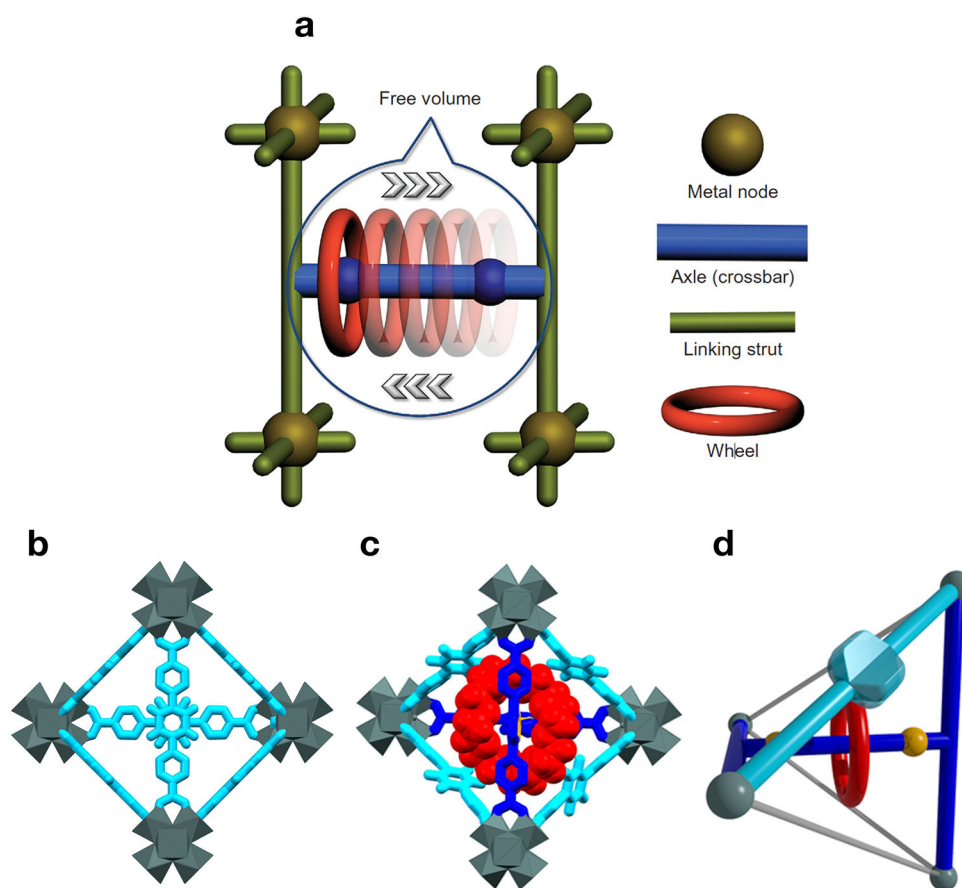 a
Free volume
Metal node
Axle (crossbar)
Linking strut
Wheel
b
c
d